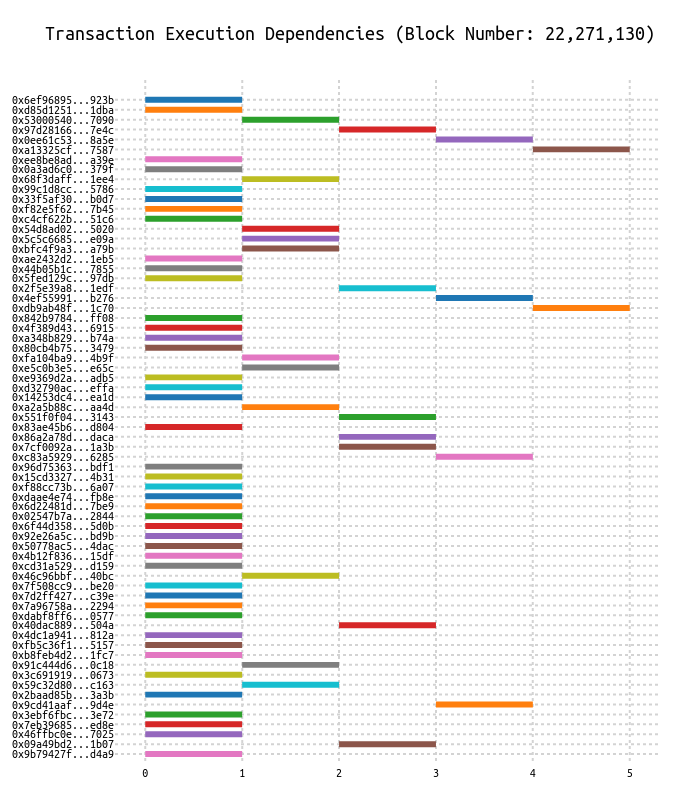 Transaction Execution Dependencies (Block Number: 22,271,130)
0x6ef96895...923b
0xd85d1251...1dba
0x53000540...7090
0x97d28166...7e4c
0x0ee61c53...8a5e
0xa13325cf...7587
0xee8be8ad...a39e
0x0a3ad6c0...379f
0x68f3daff...1ee4
0x99c1d8cc...5786
0x33f5af30...b0d7
0xf82e5f62...7b45
0xc4cf622b...51c6
0x54d8ad02...5020
0x5c5c6685...e09a
0xbfc4f9a3...a79b
0xae2432d2...1eb5
0x44b05b1c...7855
0x5fed129c...97db
0x2f5e39a8...1edf
0x4ef55991...b276
0xdb9ab48f...1c70
0x842b9784...ff08
0x4f389d43...6915
0xa348b829...b74a
0x80cb4b75...3479
0xfa104ba9...4b9f
0xe5c0b3e5...e65c
0xe9369d2a...adb5
0xd32790ac...effa
0x14253dc4...ea1d
0xa2a5b88c...aa4d
0x551f0f04...3143
0x83ae45b6...d804
0x86a2a78d...daca
0x7cf0092a...1a3b
0xc83a5929...6285
0x96d75363...bdf1
0x15cd3327...4b31
0xf88cc73b...6a07
0xdaae4e74...fb8e
0x6d22481d...7be9
0x02547b7a...2844
0x6f44d358...5d0b
0x92e26a5c...bd9b
0x50778ac5...4dac
0x4b12f836...15df
0xcd31a529...d159
0x46c96bbf...40bc
0x7f508cc9...be20
0x7d2ff427...c39e
0x7a96758a...2294
0xdabf8ff6...0577
0x40dac889...504a
0x4dc1a941...812a
0xfb5c36f1...5157
0xb8feb4d2...1fc7
0x91c444d6...0c18
0x3c691919...0673
0x59c32d80...c163
0x2baad85b...3a3b
0x9cd41aaf...9d4e
0x3ebf6fbc...3e72
0x7eb39685...ed8e
0x46ffbc0e...7025
0x09a49bd2...1b07
0x9b79427f...d4a9
0 1 2 3 4 5